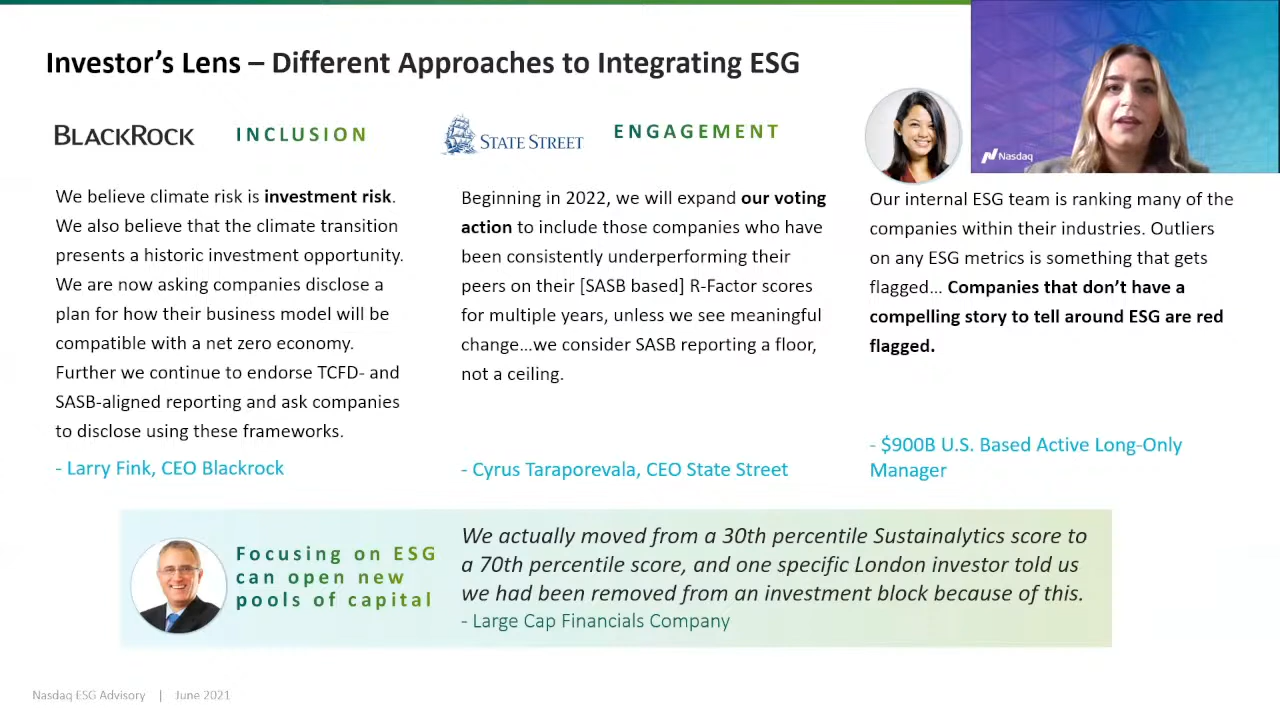 Investor’s Lens – Different Approaches to Integrating ESG
BLACKROCK
INCLUSION
We believe climate risk is investment risk.
We also believe that the climate transition
presents a historic investment opportunity.
We are now asking companies disclose a
plan for how their business model will be
compatible with a net zero economy.
Further we continue to endorse TCFD- and
SASB-aligned reporting and ask companies
to disclose using these frameworks.
- Larry Fink, CEO Blackrock
STATE STREET
ENGAGEMENT
Beginning in 2022, we will expand our voting
action to include those companies who have
been consistently underperforming their
peers on their [SASB based] R-Factor scores
for multiple years, unless we see meaningful
change...we consider SASB reporting a floor,
not a ceiling.
- Cyrus Taraporevala, CEO State Street
Nasdaq
Our internal ESG team is ranking many of the
companies within their industries. Outliers
on any ESG metrics is something that gets
flagged... Companies that don’t have a
compelling story to tell around ESG are red
flagged.
- $900B U.S. Based Active Long-Only
Manager
Focusing on ESG
can open new
pools of capital
We actually moved from a 30th percentile Sustainalytics score to
a 70th percentile score, and one specific London investor told us
we had been removed from an investment block because of this.
- Large Cap Financials Company
Nasdaq ESG Advisory | June 2021